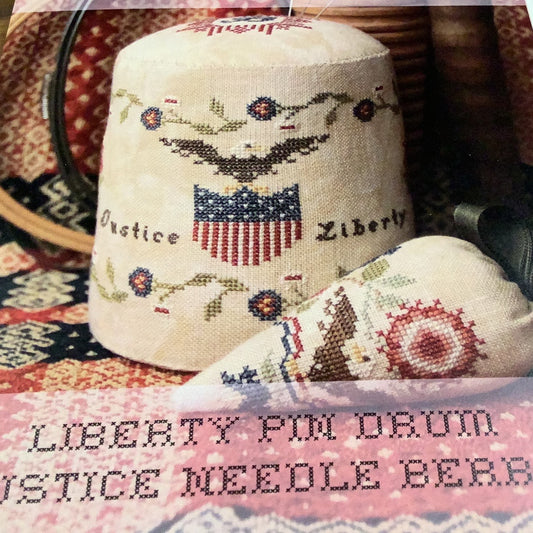 Justice Liberty
LIBERTY PIN DRUM
USTICE NEEDLE BERR